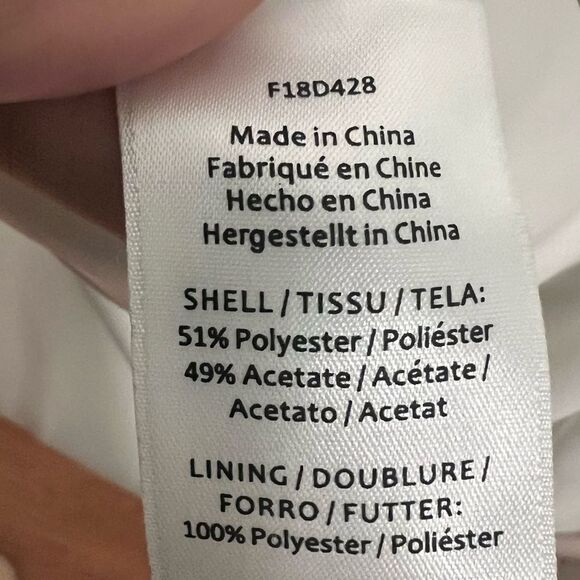 F18D428
Made in China
Fabriqué en Chine
Hecho en China
Hergestellt in China
SHELL / TISSU / TELA:
51% Polyester / Poliéster
49% Acetate / Acétate /
Acetato / Acetat
LINING / DOUBLURE /
FORRO / FUTTER:
100% Polyester / Poliéster